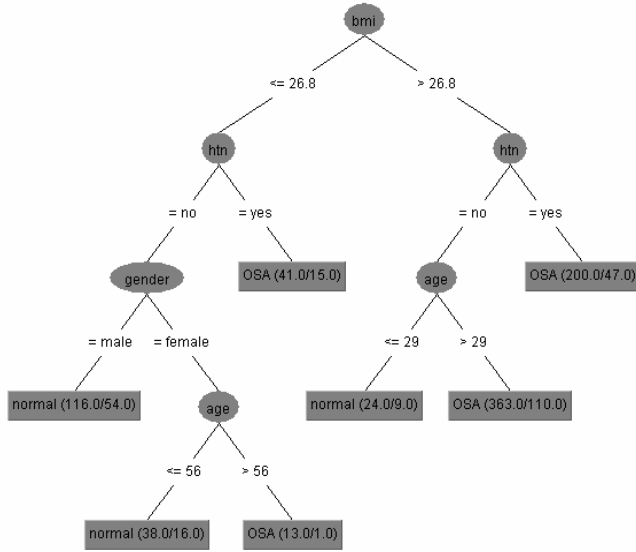 bmi
<= 26.8
> 26.8
htn
htn
= no
= yes
= no
= yes
gender
OSA (41.0/15.0)
age
OSA (200.0/47.0)
= male
= female
<= 29
> 29
normal (116.0/54.0)
age
normal (24.0/9.0)
OSA (363.0/110.0)
<= 56
> 56
normal (38.0/16.0)
OSA (13.0/1.0)